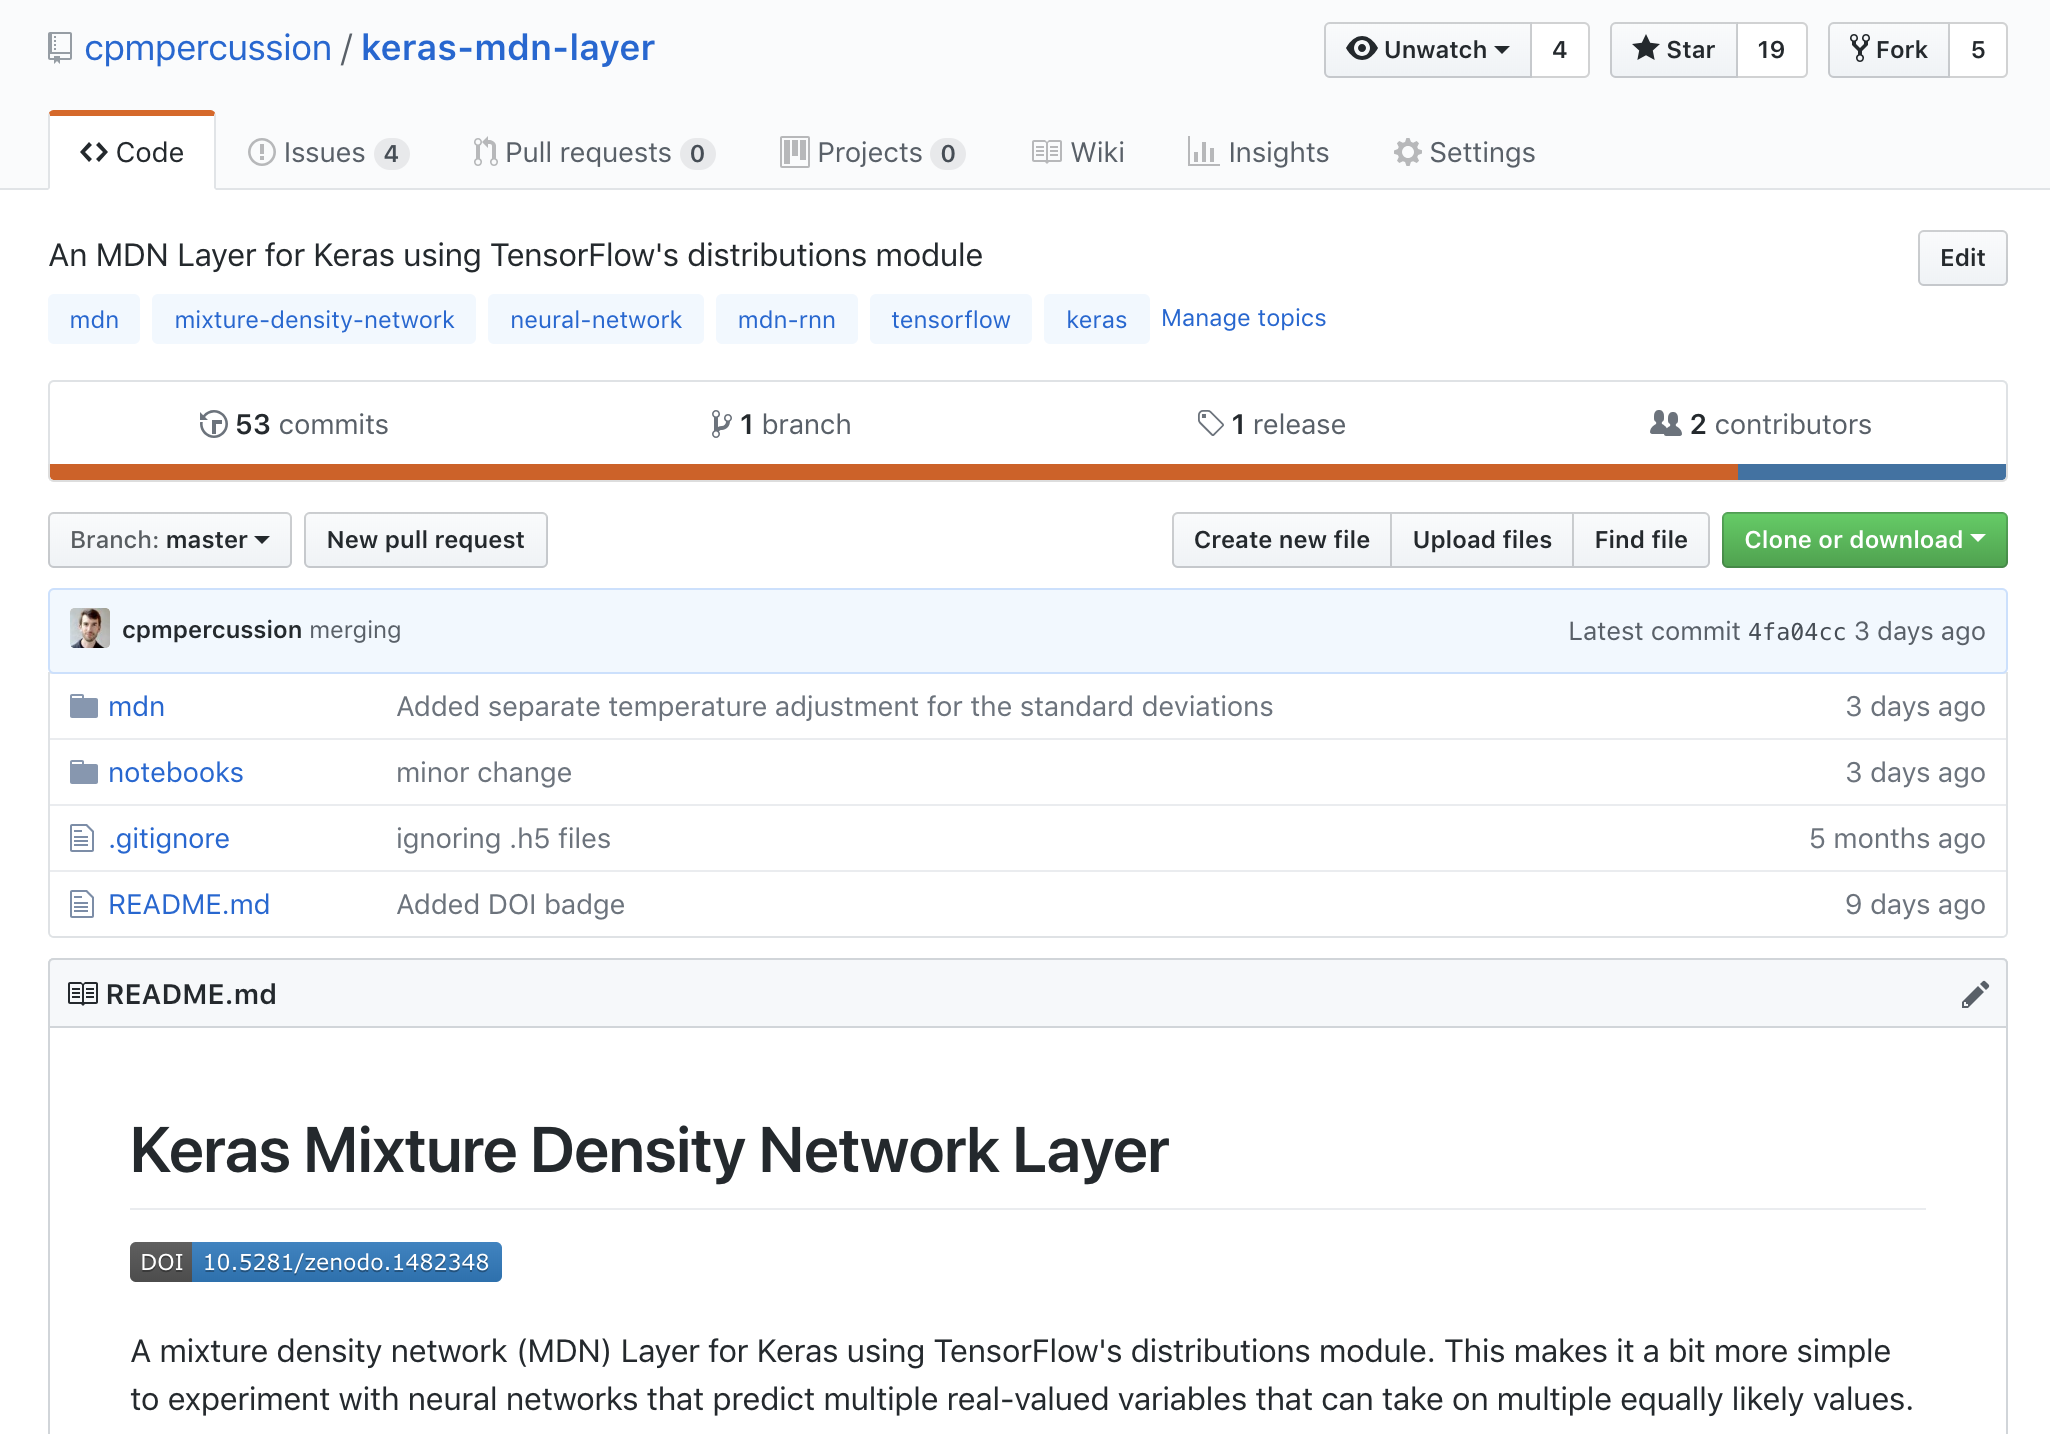 cpmpercussion / keras-mdn-layer
Unwatch 4 Star 19 Fork 5
Code Issues 4 Pull requests 0 Projects 0 Wiki Insights Settings
An MDN Layer for Keras using TensorFlow's distributions module
Edit
mdn mixture-density-network neural-network mdn-rnn tensorflow keras Manage topics
53 commits 1 branch 1 release 2 contributors
Branch: master New pull request Create new file Upload files Find file Clone or download
cpmpercussion merging Latest commit 4fa04cc 3 days ago
mdn Added separate temperature adjustment for the standard deviations 3 days ago
notebooks minor change 3 days ago
.gitignore ignoring .h5 files 5 months ago
README.md Added DOI badge 9 days ago
README.md
Keras Mixture Density Network Layer
DOI 10.5281/zenodo.1482348
A mixture density network (MDN) Layer for Keras using TensorFlow's distributions module. This makes it a bit more simple
to experiment with neural networks that predict multiple real-valued variables that can take on multiple equally likely values.